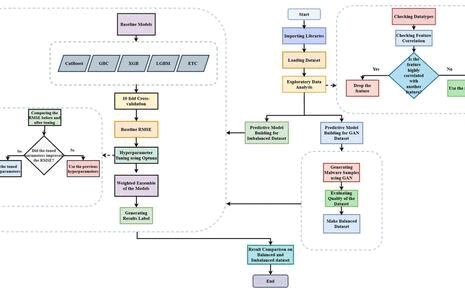 Baseline Models
CatBoost
GBC
XGB
LGBM
ETC
10 fold Cross-
validation
Baseline RMSE
Hyperparameter
Tuning using Optuna
Weighted Ensemble
of the Models
Generating
Results Label
Comparing the
RMSE before and
after tuning
Did the tuned
parameters improve
the RMSE?
No
No
the tuned
parameters
Use the previous
hyperparameters
Start
Importing Libraries
Loading Dataset
Exploratory Data
Analysis
Predictive Model
Building for
Imbalanced Dataset
Predictive Model
Building for GAN
Dataset
Generating
Malware Samples
using GAN
Evaluating
Quality of the
Dataset
Make Balanced
Dataset
Result Comparison on
Balanced and
Imbalanced dataset
End
Checking Datatypes
Checking Feature
Correlation
Is the
feature
highly
correlated
with
another
feature?
Yes
No
Drop the
feature
Use the